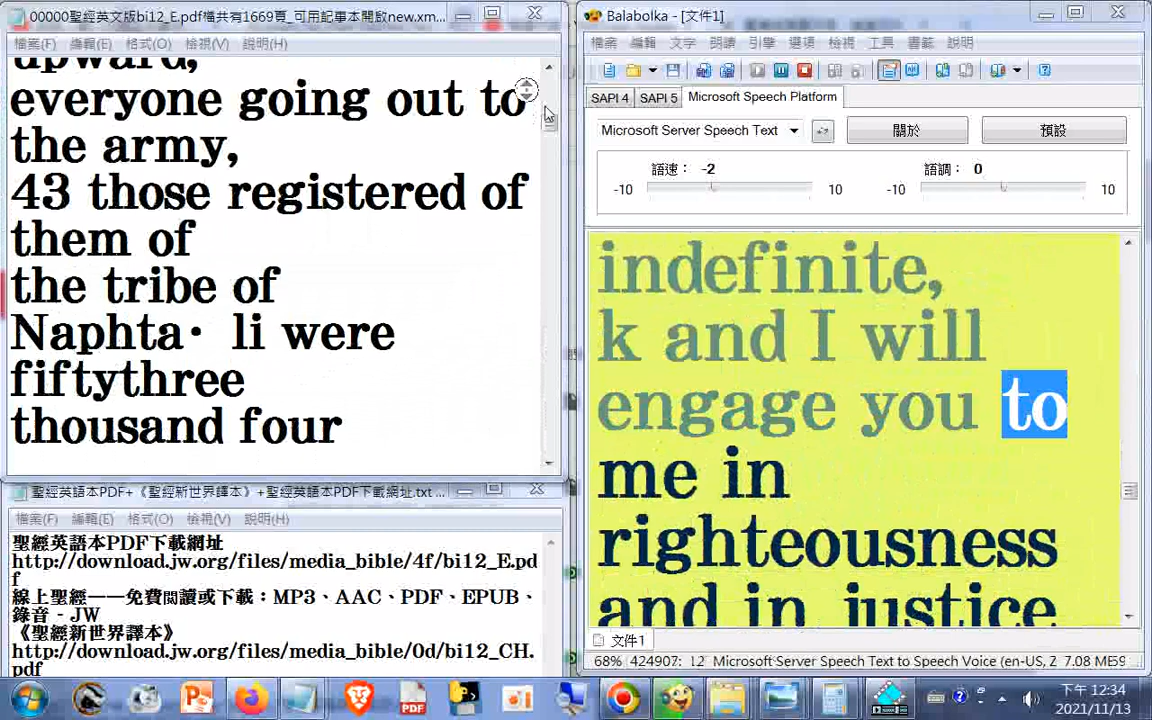 00000聖經英文版bi12_E.pdf檔共有1669頁_可用記事本開啟new.xm...
檔案(F) 編輯(E) 格式(O) 檢視(V) 說明(H)
upward,
everyone going out to
the army,
43 those registered of
them of
the tribe of
Naphta· li were
fiftythree
thousand four
聖經英語本PDF+《聖經新世界譯本》+聖經英語本PDF下載網址.txt ...
檔案(F) 編輯(E) 格式(O) 檢視(V) 說明(H)
聖經英語本PDF下載網址
http://download.jw.org/files/media_bible/4f/bi12_E.pd
f
線上聖經——免費閱讀或下載：MP3、AAC、PDF、EPUB、
錄音 - JW
《聖經新世界譯本》
http://download.jw.org/files/media_bible/0d/bi12_CH.
pdf
Balabolka - [文件1]
檔案 編輯 文字 朗讀 引擎 選項 檢視 工具 書籤 說明
SAPI 4 SAPI 5 Microsoft Speech Platform
Microsoft Server Speech Text 關於 預設
語速： -2 語調： 0
-10 10 -10 10
indefinite,
k and I will
engage you to
me in
righteousness
and in justice
文件1
68% 424907: 12 Microsoft Server Speech Text to Speech Voice (en-US, Z 7.08 ME59
下午 12:34
2021/11/13